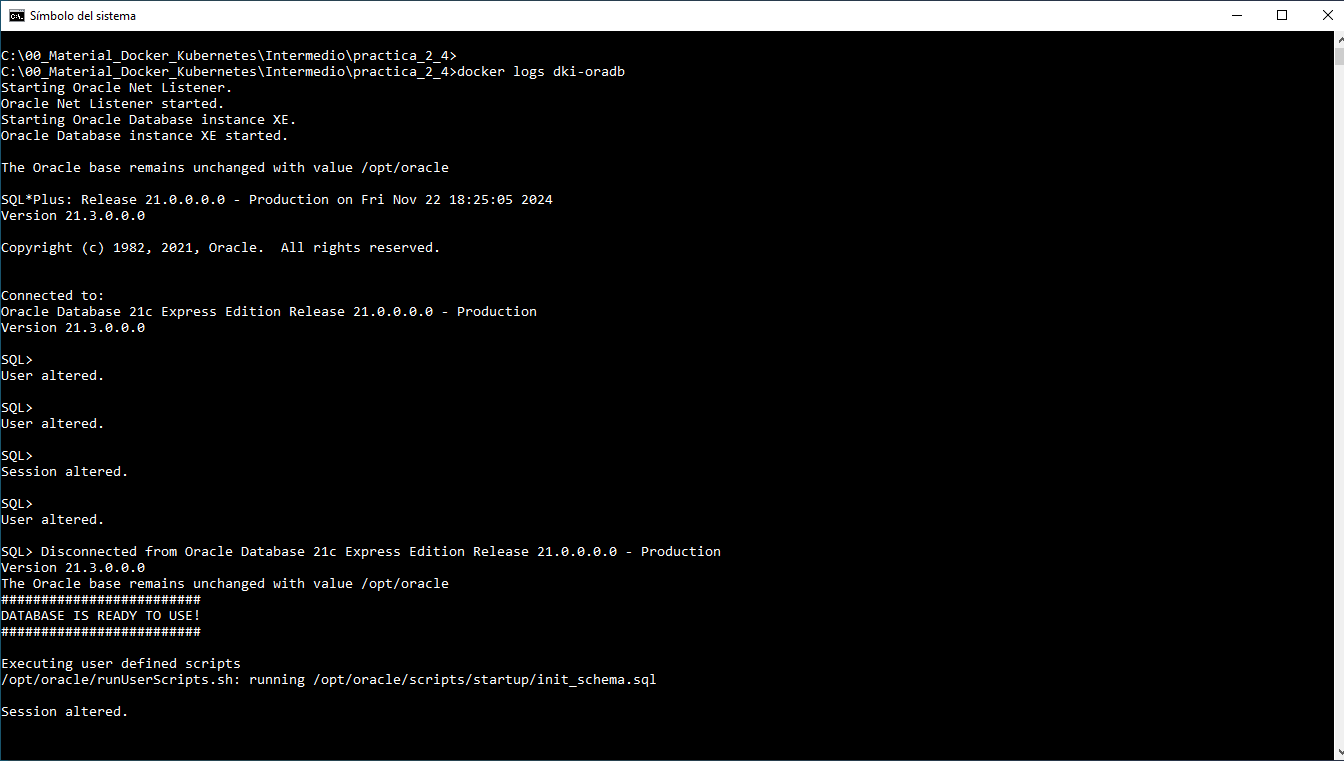 Símbolo del sistema
C:\00_Material_Docker_Kubernetes\Intermedio\practica_2_4>
C:\00_Material_Docker_Kubernetes\Intermedio\practica_2_4>docker logs dki-oradb
Starting Oracle Net Listener.
Oracle Net Listener started.
Starting Oracle Database instance XE.
Oracle Database instance XE started.
The Oracle base remains unchanged with value /opt/oracle
SQL*Plus: Release 21.0.0.0.0 - Production on Fri Nov 22 18:25:05 2024
Version 21.3.0.0.0
Copyright (c) 1982, 2021, Oracle.  All rights reserved.
Connected to:
Oracle Database 21c Express Edition Release 21.0.0.0.0 - Production
Version 21.3.0.0.0
SQL>
User altered.
SQL>
User altered.
SQL>
Session altered.
SQL>
User altered.
SQL> Disconnected from Oracle Database 21c Express Edition Release 21.0.0.0.0 - Production
Version 21.3.0.0.0
The Oracle base remains unchanged with value /opt/oracle
#########################
DATABASE IS READY TO USE!
#########################
Executing user defined scripts
/opt/oracle/runUserScripts.sh: running /opt/oracle/scripts/startup/init_schema.sql
Session altered.